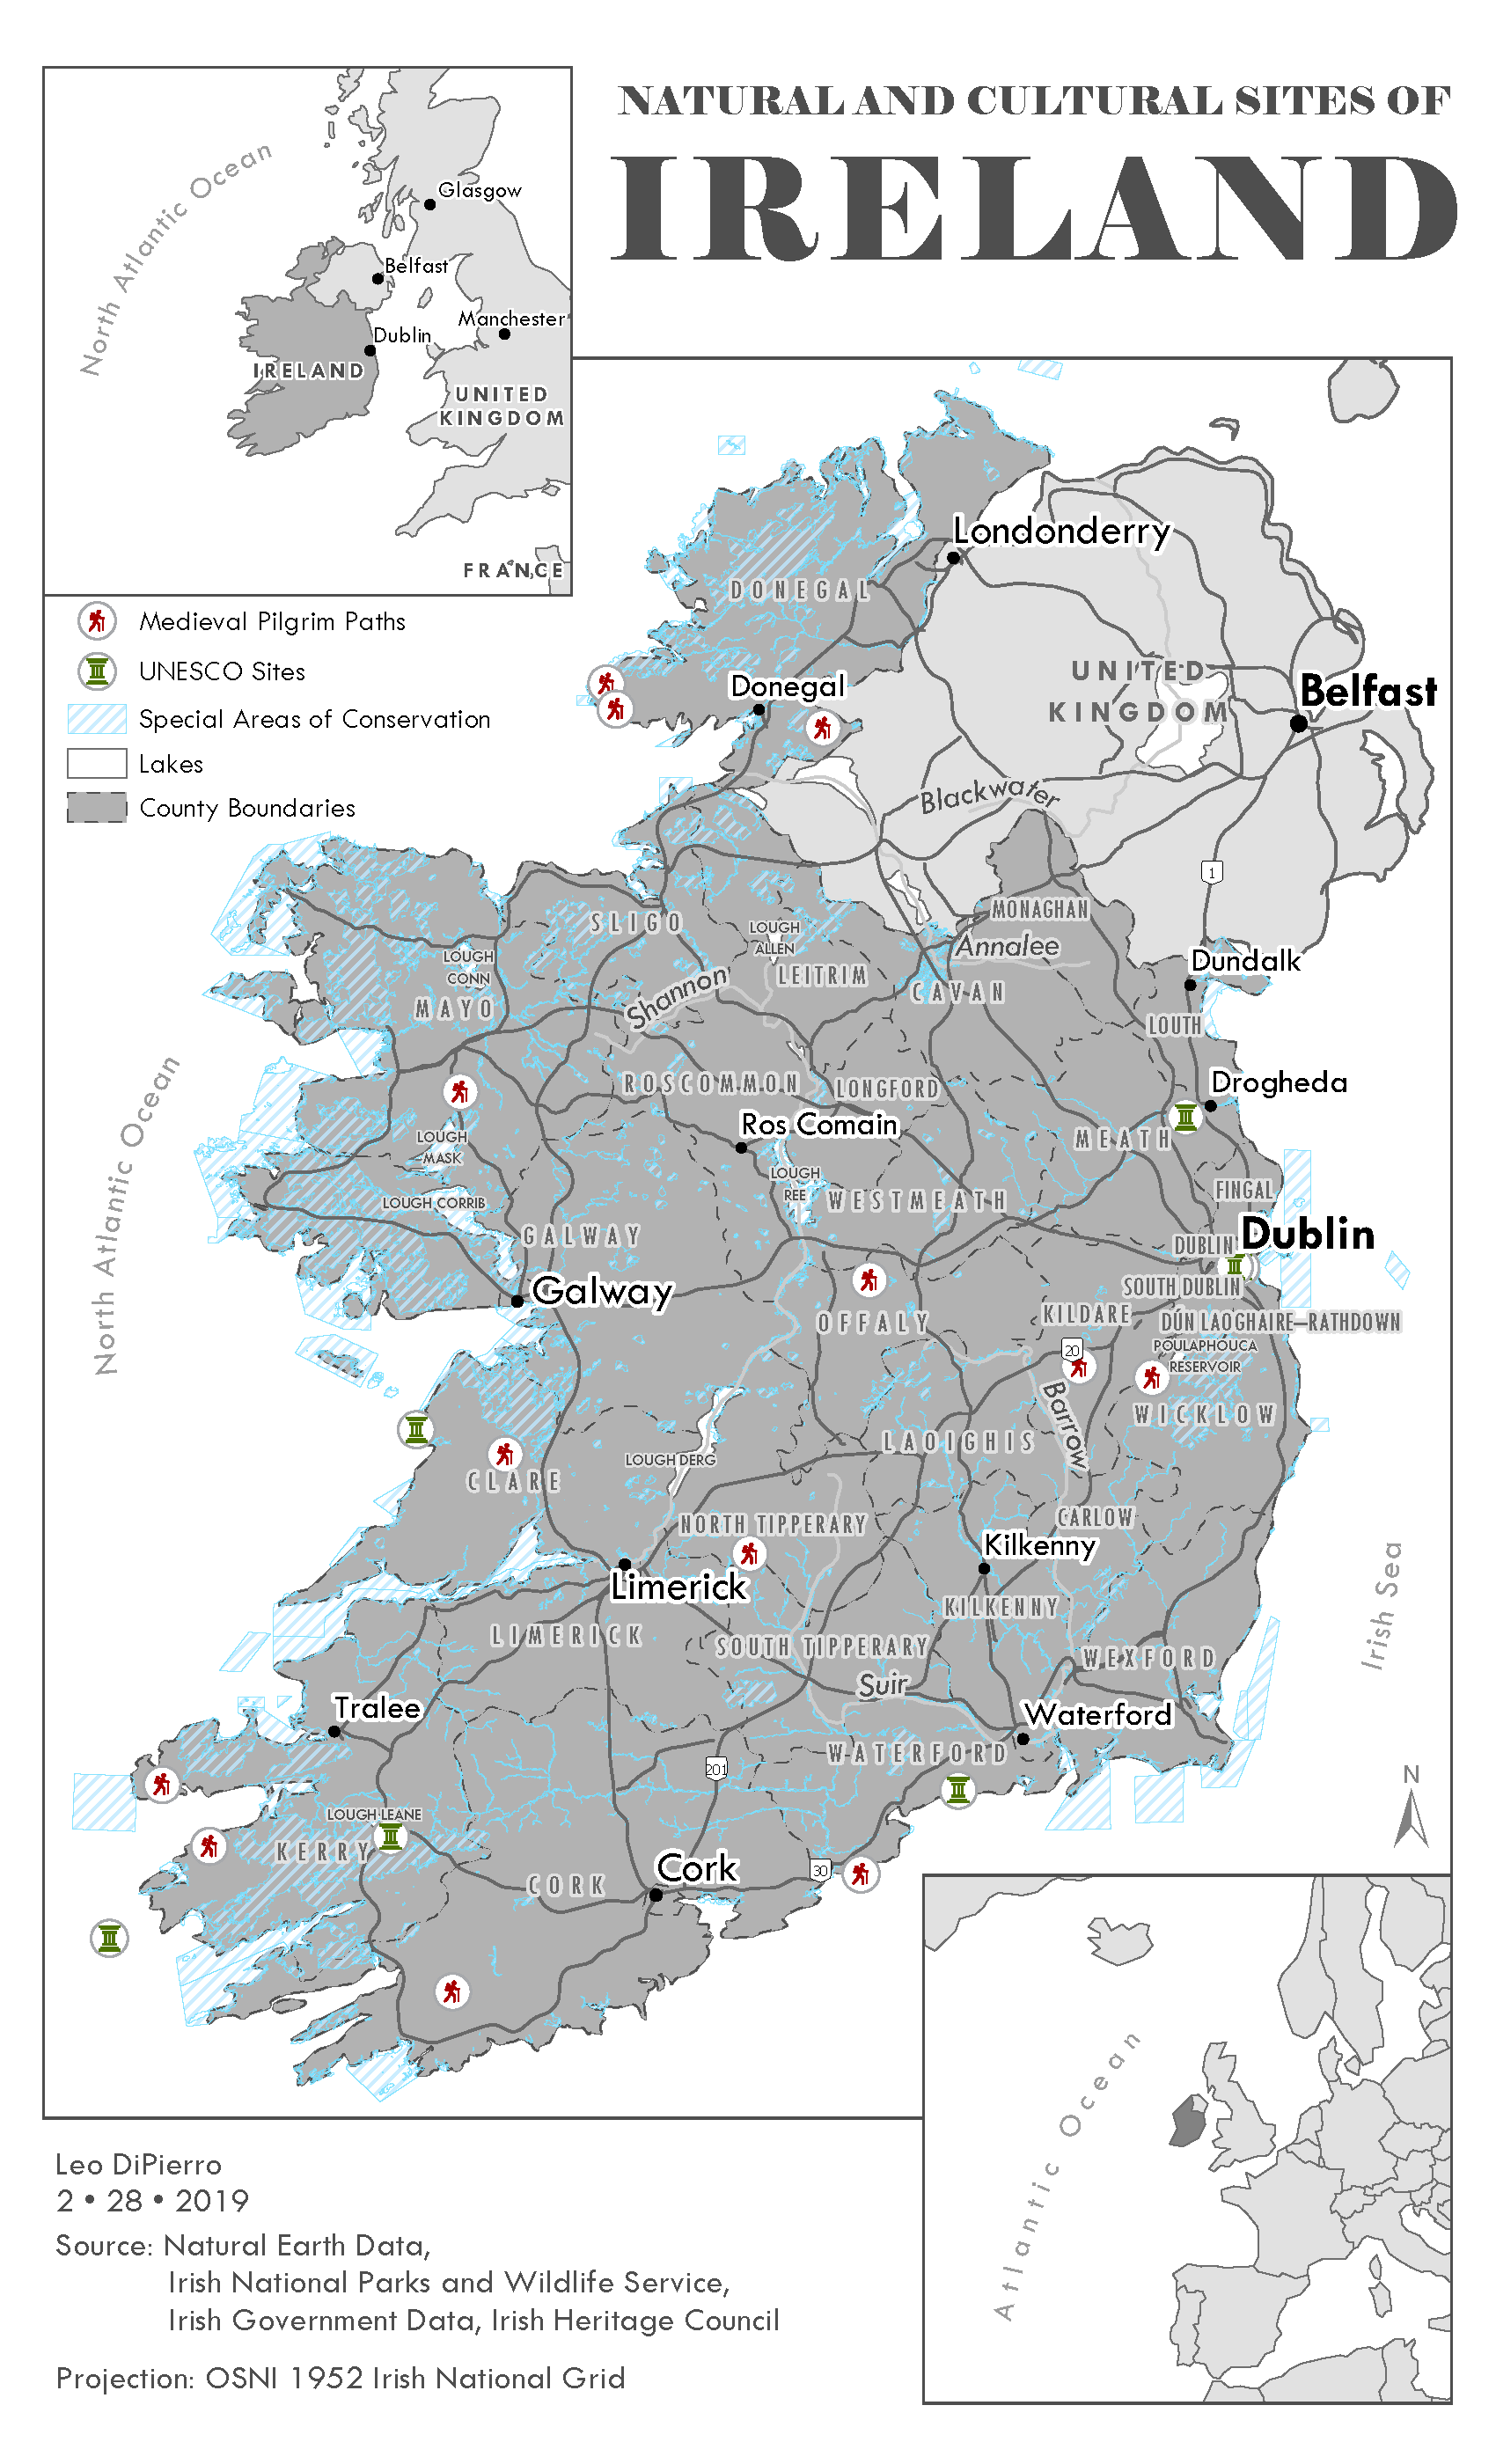 NATURAL AND CULTURAL SITES OF
IRELAND
North Atlantic Ocean
Glasgow
Belfast
Manchester
Dublin
IRELAND
UNITED
KINGDOM
FRANCE
Medieval Pilgrim Paths
UNESCO Sites
Special Areas of Conservation
Lakes
County Boundaries
Londonderry
DONEGAL
UNITED
KINGDOM
Donegal
Belfast
Blackwater
1
MONAGHAN
SLIGO
LOUGH
ALLEN
Annalee
Dundalk
LOUGH
CONN
LEITRIM
CAVAN
Shannon
MAYO
LOUTH
North Atlantic Ocean
ROSCOMMON
LONGFORD
Drogheda
Ros Comain
LOUGH
MASK
MEATH
LOUGH
REE
WESTMEATH
FINGAL
LOUGH CORRIB
GALWAY
Dublin
DUBLIN
Galway
SOUTH DUBLIN
OFFALY
KILDARE
DÚN LAOGHAIRE–RATHDOWN
20
POULAPHOUCA
RESERVOIR
Barrow
WICKLOW
LAOIGHIS
LOUGH DERG
CLARE
NORTH TIPPERARY
CARLOW
Kilkenny
Limerick
KILKENNY
LIMERICK
SOUTH TIPPERARY
WEXFORD
Irish Sea
Suir
Tralee
Waterford
WATERFORD
201
N
LOUGH LEANE
KERRY
Cork
30
CORK
Atlantic Ocean
Leo DiPierro
2 • 28 • 2019
Source: Natural Earth Data,
Irish National Parks and Wildlife Service,
Irish Government Data, Irish Heritage Council
Projection: OSNI 1952 Irish National Grid